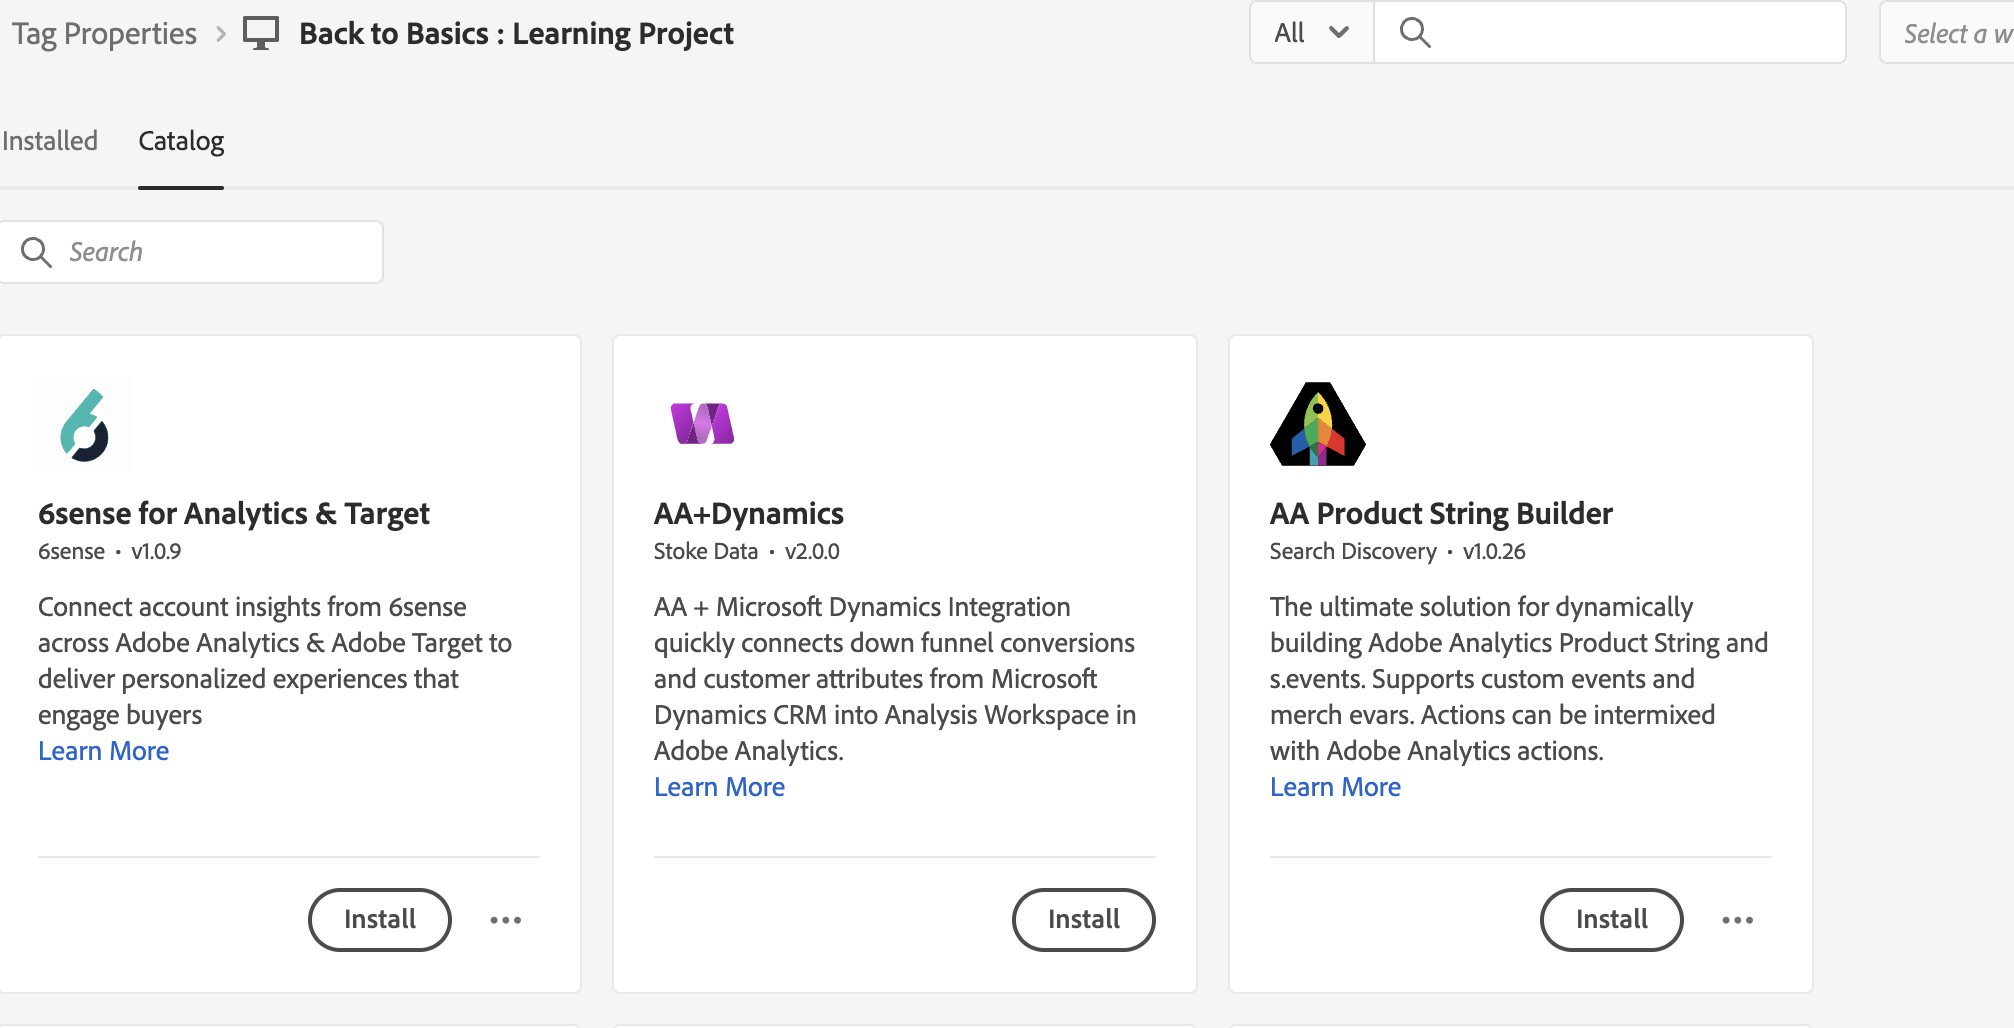 Tag Properties
Back to Basics : Learning Project
All
Select a w
Installed
Catalog
Search
6sense for Analytics & Target
6sense • v1.0.9
Connect account insights from 6sense
across Adobe Analytics & Adobe Target to
deliver personalized experiences that
engage buyers
Learn More
Install
AA+Dynamics
Stoke Data • v2.0.0
AA + Microsoft Dynamics Integration
quickly connects down funnel conversions
and customer attributes from Microsoft
Dynamics CRM into Analysis Workspace in
Adobe Analytics.
Learn More
Install
AA Product String Builder
Search Discovery • v1.0.26
The ultimate solution for dynamically
building Adobe Analytics Product String and
s.events. Supports custom events and
merch evars. Actions can be intermixed
with Adobe Analytics actions.
Learn More
Install